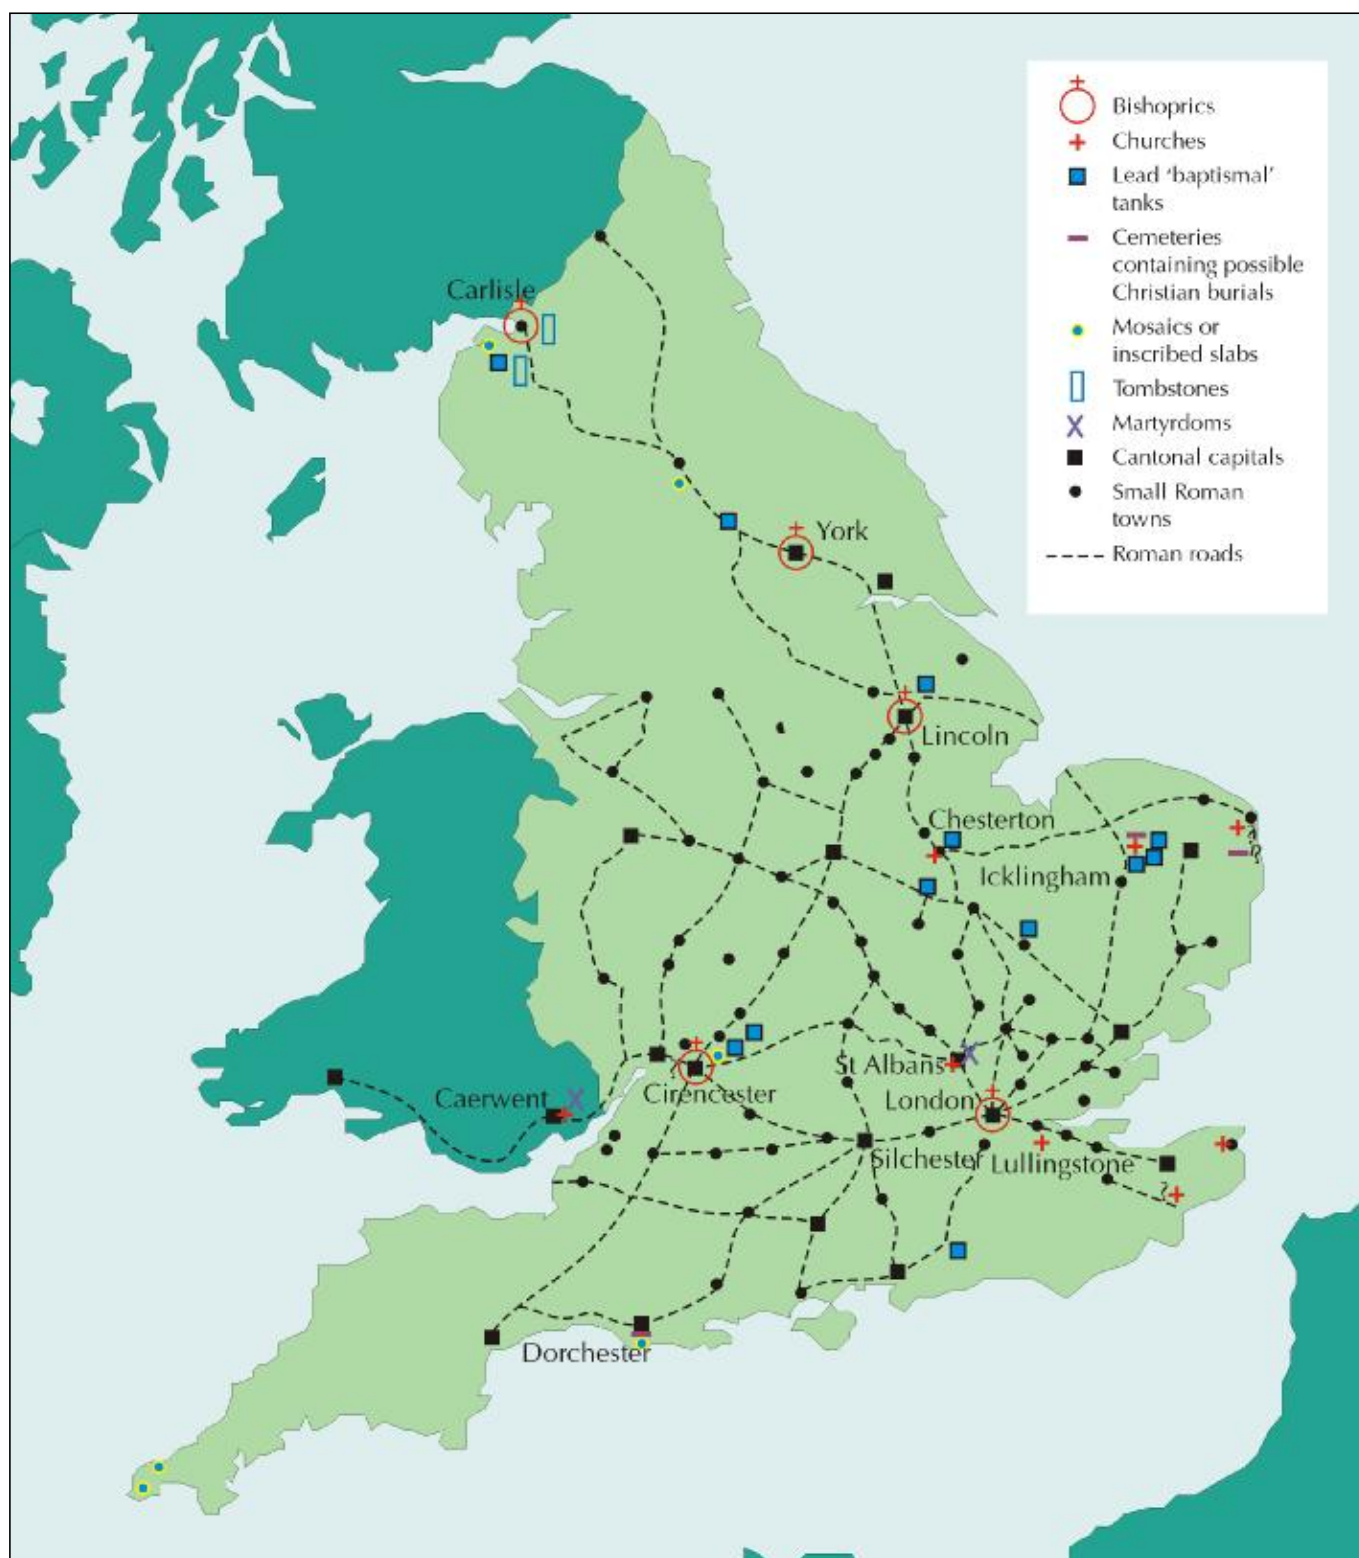 Bishoprics
Churches
Lead ‘baptismal’
tanks
Cemeteries
containing possible
Christian burials
Mosaics or
inscribed slabs
Tombstones
Martyrdoms
Cantonal capitals
Small Roman
towns
Roman roads
Carlisle
York
Lincoln
Chesterton
?
Icklingham
St Albans
Caerwent
?
Cirencester
London
Silchester
Lullingstone
?
Dorchester